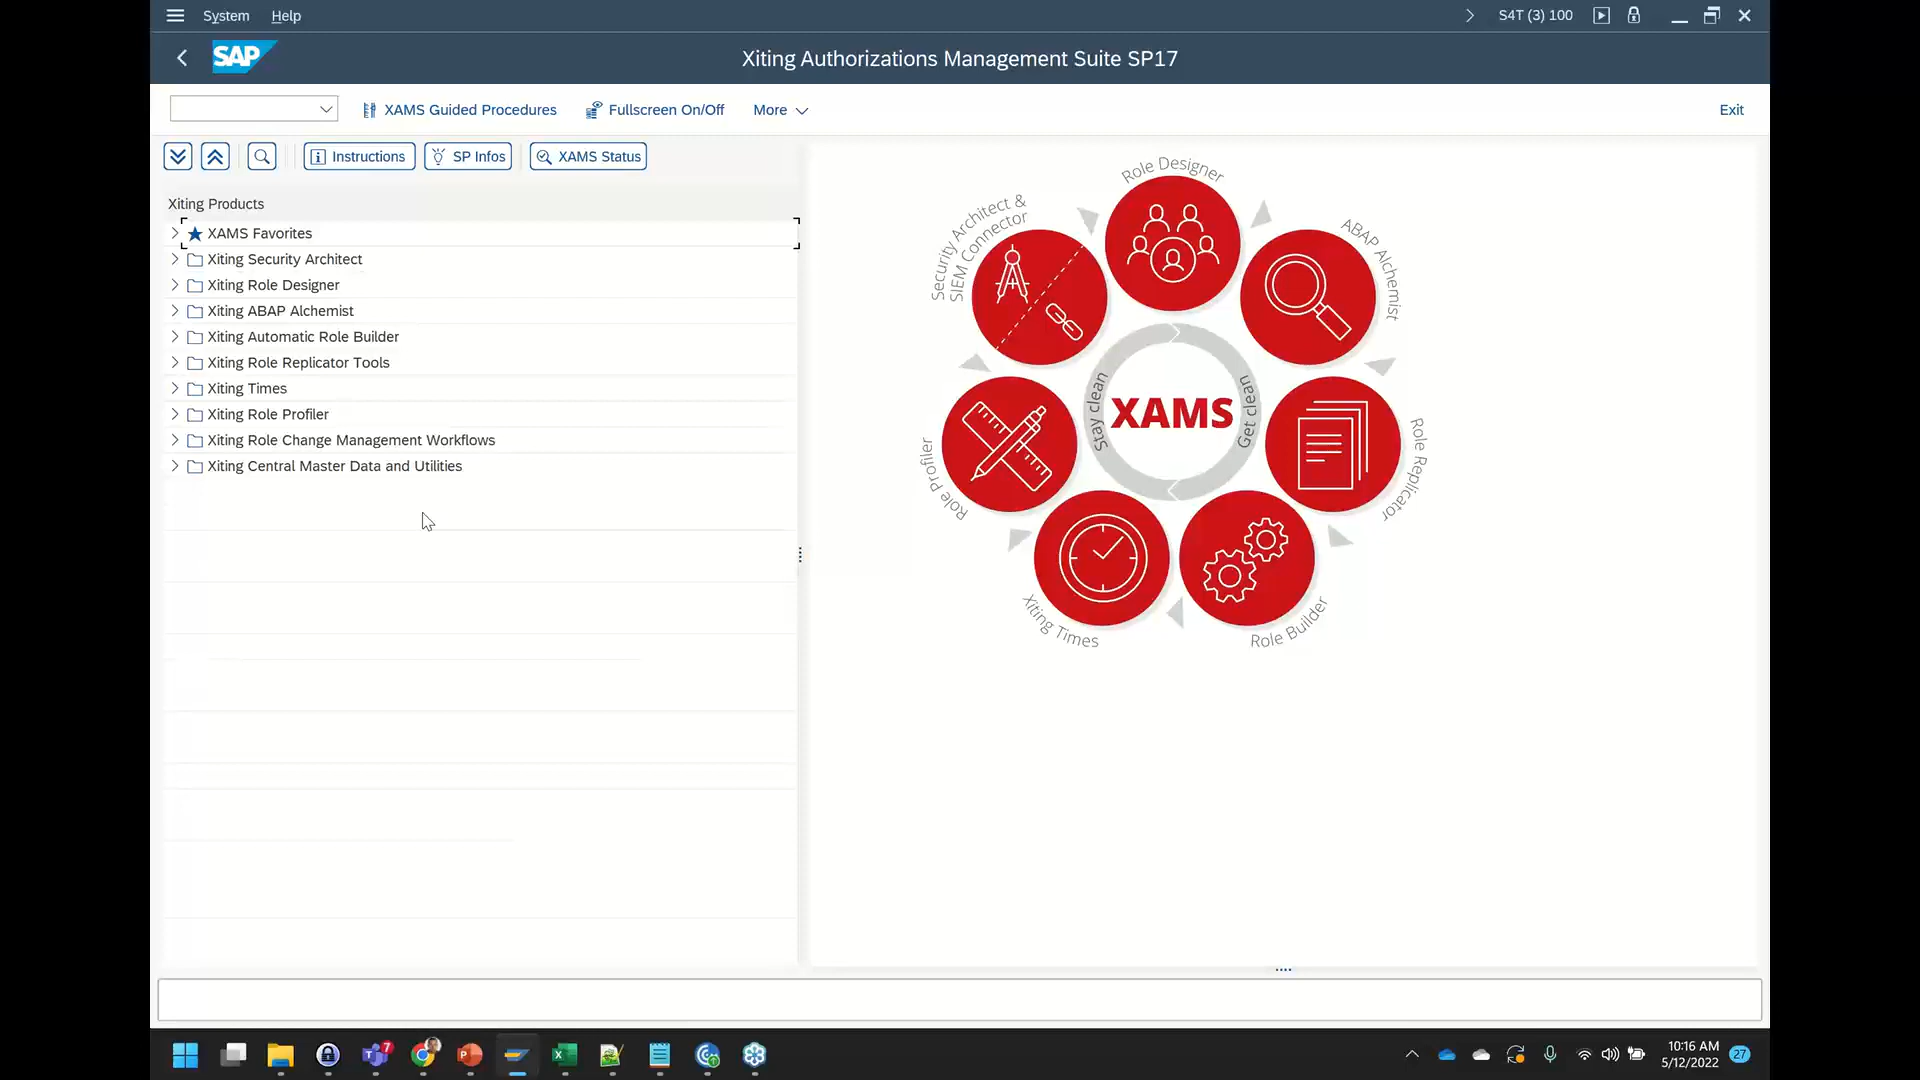 System Help
S4T (3) 100
SAP
Xiting Authorizations Management Suite SP17
XAMS Guided Procedures Fullscreen On/Off More Exit
Instructions SP Infos XAMS Status
Xiting Products
XAMS Favorites
Xiting Security Architect
Xiting Role Designer
Xiting ABAP Alchemist
Xiting Automatic Role Builder
Xiting Role Replicator Tools
Xiting Times
Xiting Role Profiler
Xiting Role Change Management Workflows
Xiting Central Master Data and Utilities
Role Designer
Security Architect &
SIEM Connector
ABAP Alchemist
Stay clean
XAMS
Get clean
Role Profiler
Role Replicator
Xiting Times
Role Builder
7
10:16 AM
5/12/2022
27